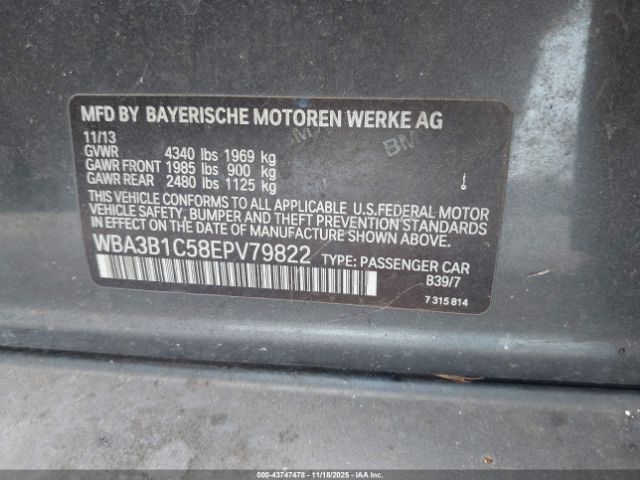 MFD BY BAYERISCHE MOTOREN WERKE AG
11/13
GVWR 4340 lbs 1969 kg
GAWR FRONT 1985 lbs 900 kg
GAWR REAR 2480 lbs 1125 kg
THIS VEHICLE CONFORMS TO ALL APPLICABLE U.S.FEDERAL MOTOR
VEHICLE SAFETY, BUMPER AND THEFT PREVENTION STANDARDS
IN EFFECT ON THE DATE OF MANUFACTURE SHOWN ABOVE.
WBA3B1C58EPV79822 TYPE: PASSENGER CAR
B39/7
7 315 814
000-43747478 11/18/2025 IAAI.COM